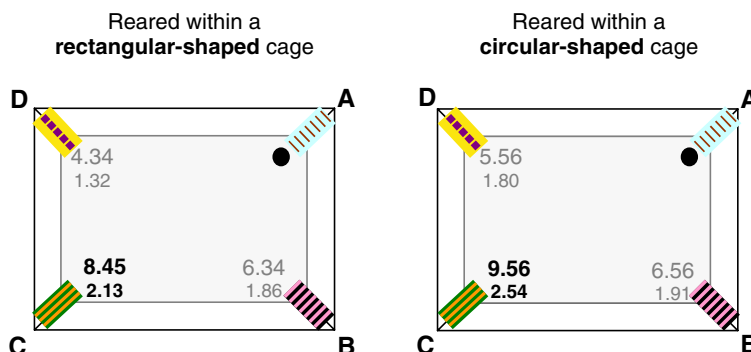 Reared within a
rectangular-shaped cage
Reared within a
circular-shaped cage
D
A
D
A
4.34
1.32
5.56
1.80
8.45
2.13
6.34
1.86
9.56
2.54
6.56
1.91
C
B
C
B